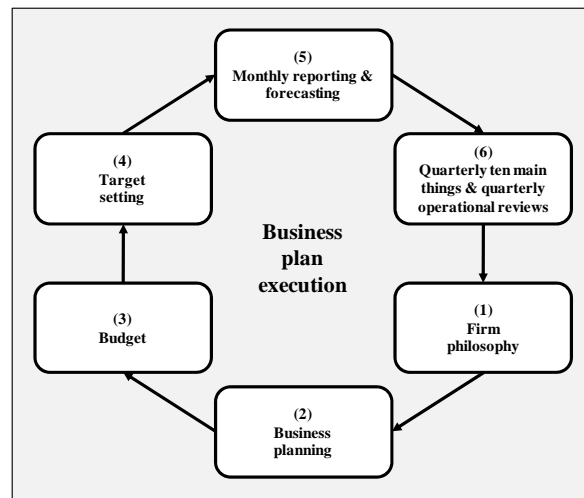 (5)
Monthly reporting &
forecasting
(4)
Target
setting
(6)
Quarterly ten main
things & quarterly
operational reviews
Business
plan
execution
(3)
Budget
(1)
Firm
philosophy
(2)
Business
planning